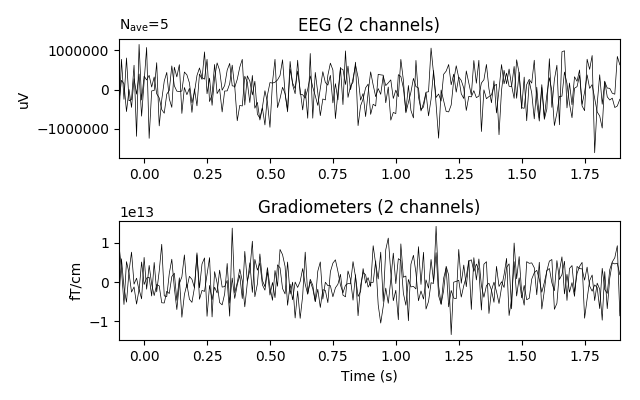 N_ave=5
EEG (2 channels)
1000000
0
−1000000
uV
0.00 0.25 0.50 0.75 1.00 1.25 1.50 1.75
1e13
Gradiometers (2 channels)
1
0
−1
fT/cm
0.00 0.25 0.50 0.75 1.00 1.25 1.50 1.75
Time (s)